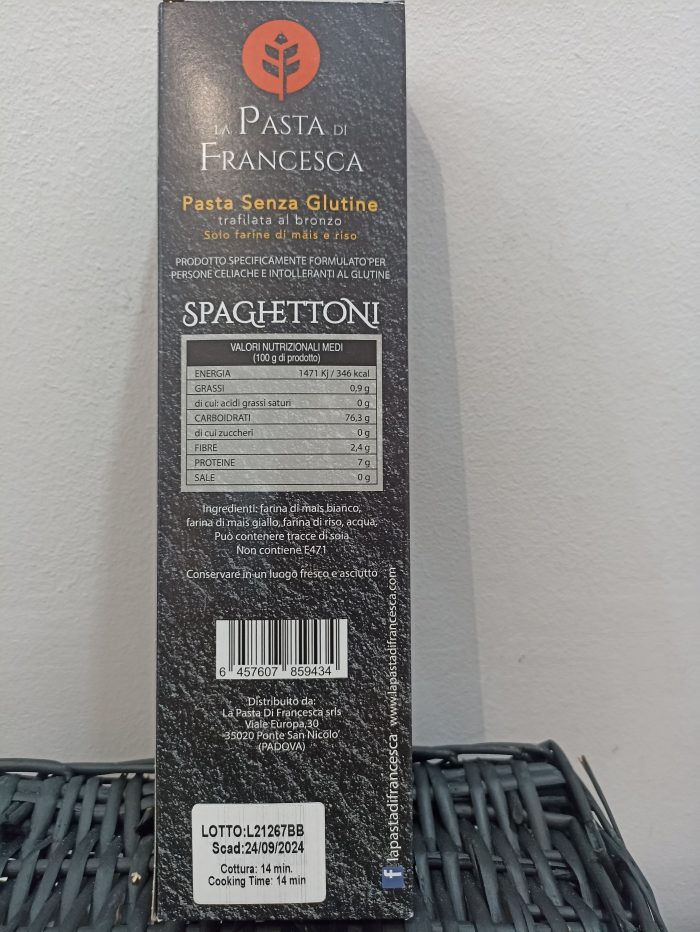 LA PASTA DI
FRANCESCA
Pasta Senza Glutine
trafilata al bronzo
Solo farine di mais e riso
PRODOTTO SPECIFICAMENTE FORMULATO PER
PERSONE CELIACHE E INTOLLERANTI AL GLUTINE
SPAGHETTONI
VALORI NUTRIZIONALI MEDI
(100 g di prodotto)
ENERGIA 1471 Kj / 346 kcal
GRASSI 0,9 g
di cui: acidi grassi saturi 0 g
CARBOIDRATI 76,3 g
di cui zuccheri 0 g
FIBRE 2,4 g
PROTEINE 7 g
SALE 0 g
Ingredienti: farina di mais bianco,
farina di mais giallo, farina di riso, acqua,
Può contenere tracce di soia
Non contiene E471
Conservare in un luogo fresco e asciutto
6 457607 859434
Distribuito da:
La Pasta Di Francesca srls
Viale Europa,30
35020 Ponte San Nicolo'
(PADOVA)
f lapastadifrancesca www.lapastadifrancesca.com
LOTTO:L21267BB
Scad:24/09/2024
Cottura: 14 min.
Cooking Time: 14 min